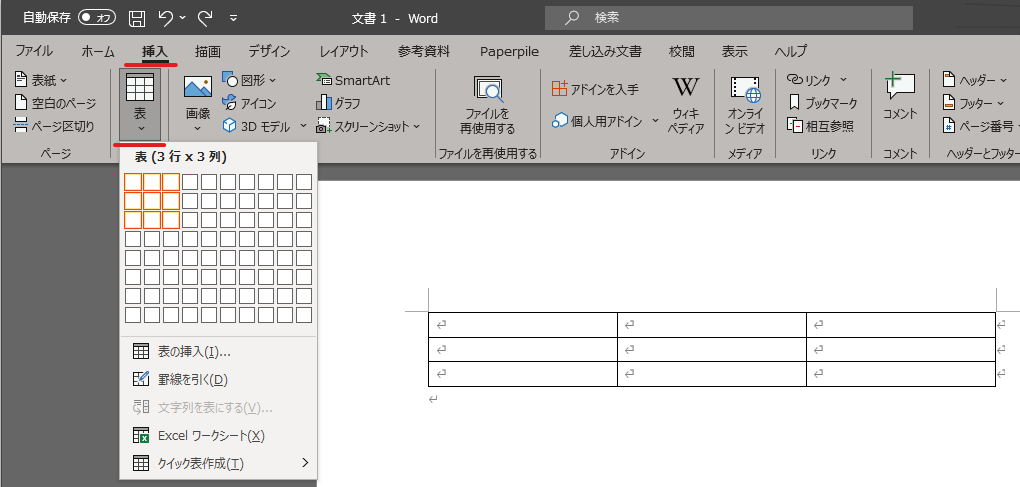 自動保存 オフ 文書 1 - Word 検索
ファイル ホーム 挿入 描画 デザイン レイアウト 参考資料 Paperpile 差し込み文書 校閲 表示 ヘルプ
表紙
空白のページ
ページ区切り
ページ
表
画像
図形
アイコン
3D モデル
SmartArt
グラフ
スクリーンショット
ファイルを
再使用する
ファイルを再使用する
アドインを入手
個人用アドイン
ウィキ
ペディア
アドイン
オンライ
ン ビデオ
メディア
リンク
ブックマーク
相互参照
リンク
コメント
コメント
ヘッダー
フッター
ページ番号
ヘッダーとフッター
表 (3 行 x 3 列)
表の挿入(I)...
罫線を引く(D)
文字列を表にする(V)...
Excel ワークシート(X)
クイック表作成(T)